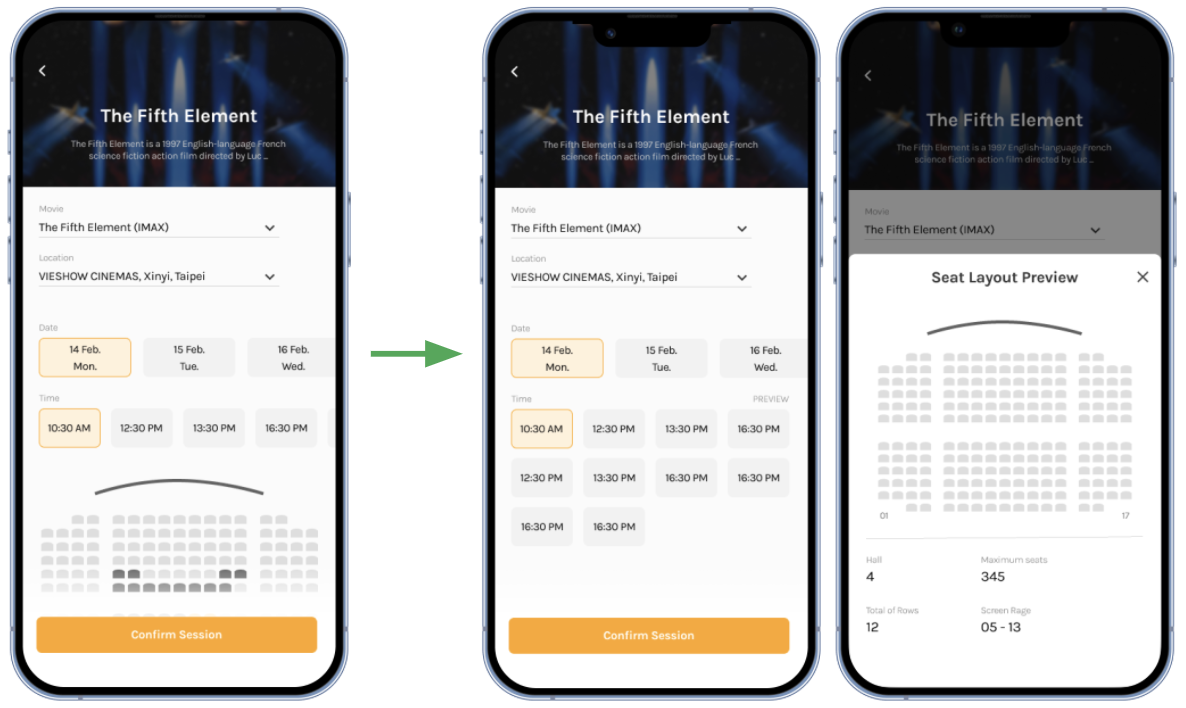 The Fifth Element
The Fifth Element is a 1997 English-language French
science fiction action film directed by Luc ...
Movie
The Fifth Element (IMAX)
Location
VIESHOW CINEMAS, Xinyi, Taipei
Date
14 Feb.
Mon.
15 Feb.
Tue.
16 Feb.
Wed.
Time
10:30 AM
12:30 PM
13:30 PM
16:30 PM
Confirm Session
The Fifth Element
The Fifth Element is a 1997 English-language French
science fiction action film directed by Luc ...
Movie
The Fifth Element (IMAX)
Location
VIESHOW CINEMAS, Xinyi, Taipei
Date
14 Feb.
Mon.
15 Feb.
Tue.
16 Feb.
Wed.
Time
PREVIEW
10:30 AM
12:30 PM
13:30 PM
16:30 PM
12:30 PM
13:30 PM
16:30 PM
16:30 PM
16:30 PM
16:30 PM
Confirm Session
The Fifth Element
The Fifth Element is a 1997 English-language French
science fiction action film directed by Luc ...
Movie
The Fifth Element (IMAX)
Seat Layout Preview
01
17
Hall
4
Maximum seats
345
Total of Rows
12
Screen Rage
05 - 13